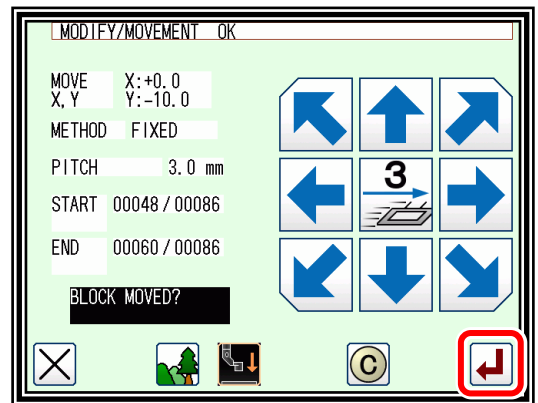 MODIFY/MOVEMENT OK
MOVE X:+0.0
X,Y Y:-10.0
METHOD FIXED
PITCH 3.0 mm
3
START 00048/00086
END 00060/00086
BLOCK MOVED?
C